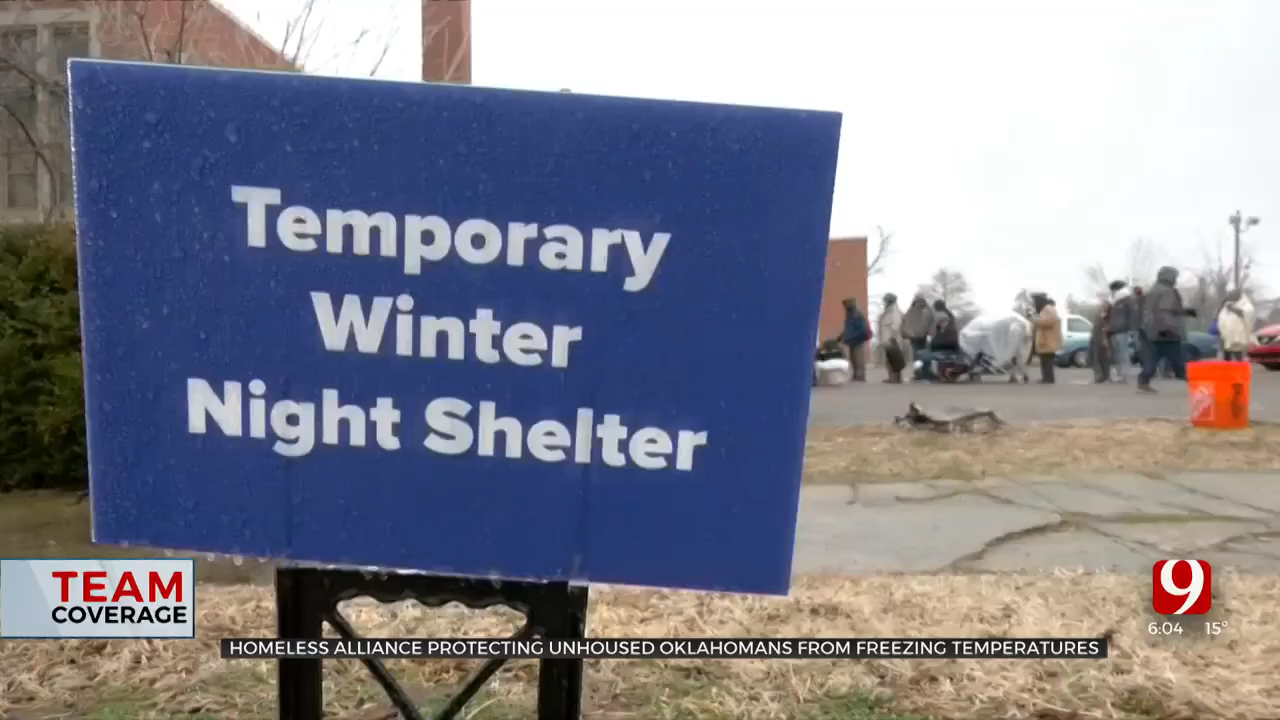 Temporary
Winter
Night Shelter
TEAM
COVERAGE
HOMELESS ALLIANCE PROTECTING UNHOUSED OKLAHOMANS FROM FREEZING TEMPERATURES
9
6:04 15°